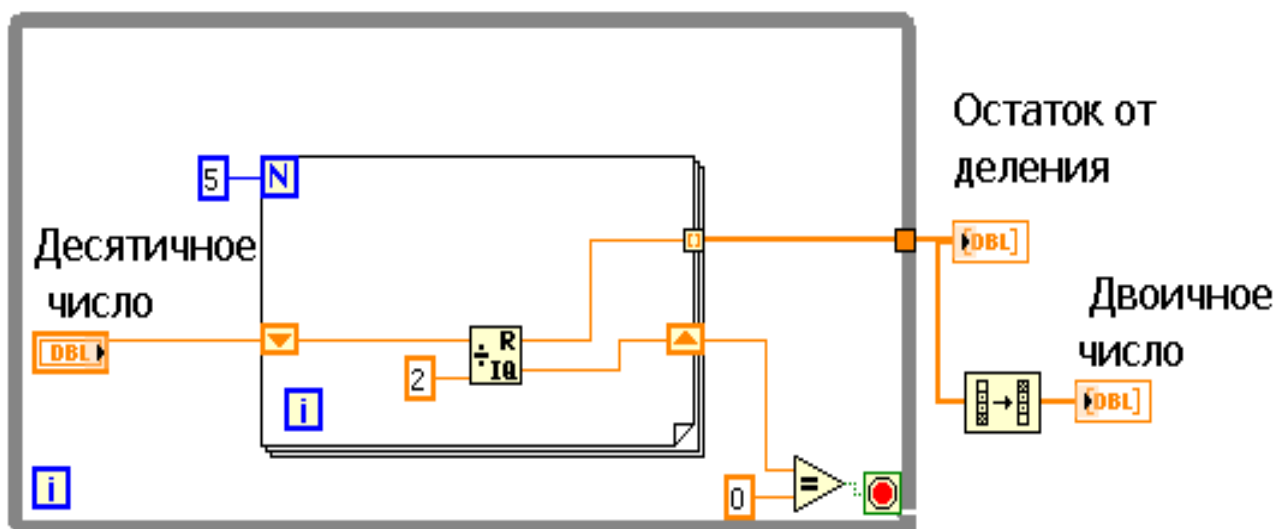 Остаток от
деления
5
N
Десятичное
число
[DBL]
Двоичное
число
DBL
R
IQ
2
[DBL]
i
i
0
=